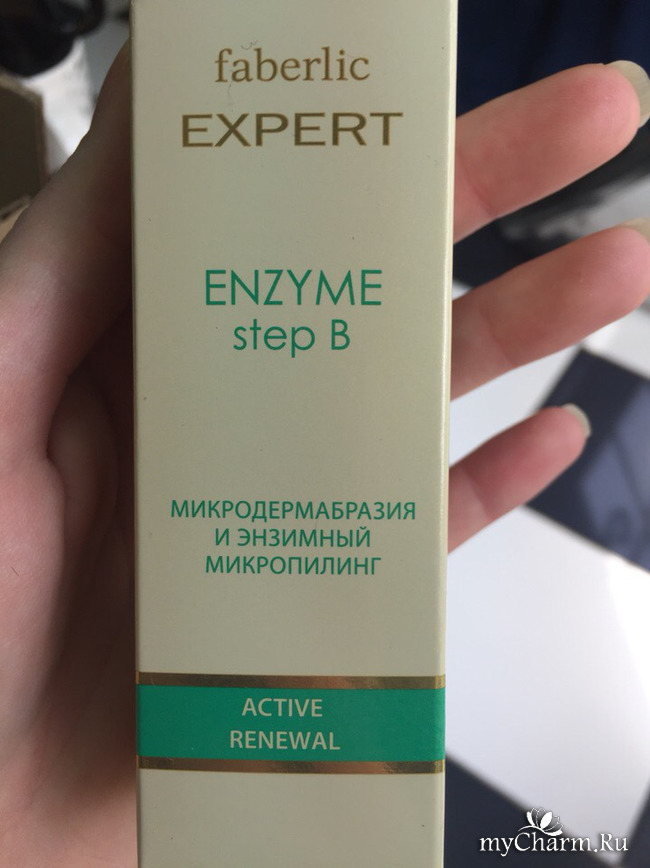 faberlic
EXPERT
ENZYME
step B
МИКРОДЕРМАБРАЗИЯ
И ЭНЗИМНЫЙ
МИКРОПИЛИНГ
ACTIVE
RENEWAL
myCharm.Ru